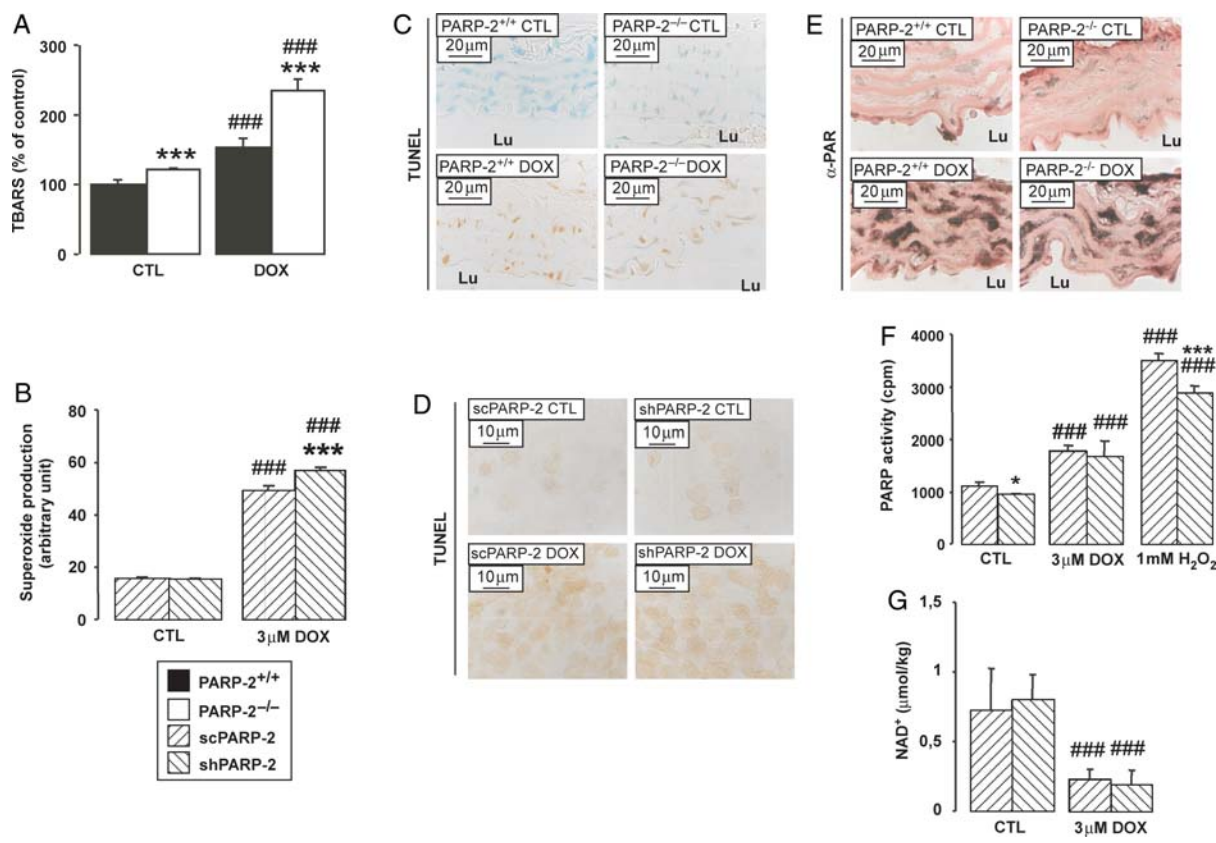 A
TBARS (% of control)
300
200
100
0
###
***
###
***
CTL
DOX
B
Superoxide production
(arbitrary unit)
80
60
40
20
0
###
###
***
CTL
3μM DOX
PARP-2+/+
PARP-2−/−
scPARP-2
shPARP-2
C
TUNEL
PARP-2+/+ CTL
20μm
Lu
PARP-2−/− CTL
20μm
Lu
PARP-2+/+ DOX
20μm
Lu
PARP-2−/− DOX
20μm
Lu
D
TUNEL
scPARP-2 CTL
10μm
shPARP-2 CTL
10μm
scPARP-2 DOX
10μm
shPARP-2 DOX
10μm
E
α-PAR
PARP-2+/+ CTL
20μm
Lu
PARP-2-/- CTL
20μm
Lu
PARP-2+/+ DOX
20μm
Lu
PARP-2-/- DOX
20μm
Lu
F
PARP activity (cpm)
4000
3000
2000
1000
0
*
###
###
###
***
###
CTL
3μM DOX
1mM H2O2
G
NAD+ (μmol/kg)
1,5
1
0,5
0
###
###
CTL
3μM DOX